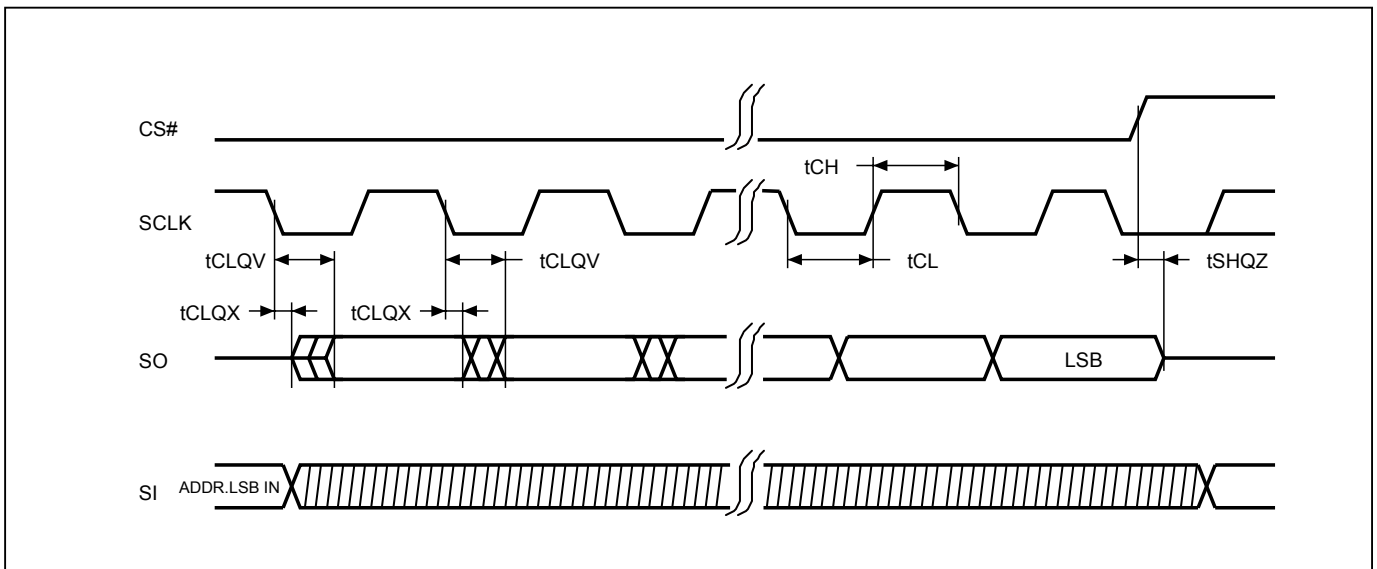 CS#
tCH
SCLK
tCLQV
tCLQV
tCL
tSHQZ
tCLQX
tCLQX
SO
LSB
SI
ADDR.LSB IN